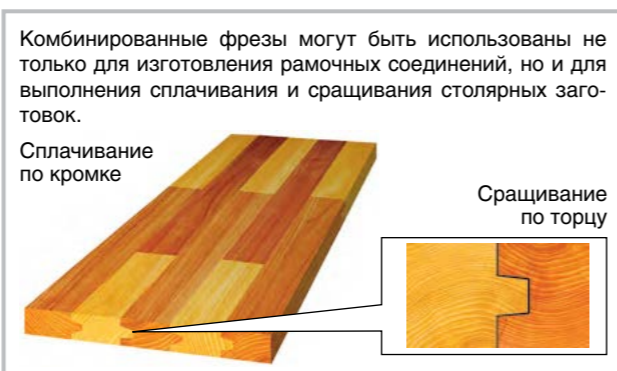 Комбинированные фрезы могут быть использованы не
только для изготовления рамочных соединений, но и для
выполнения сплачивания и сращивания столярных заго-
товок.
Сплачивание
по кромке
Сращивание
по торцу